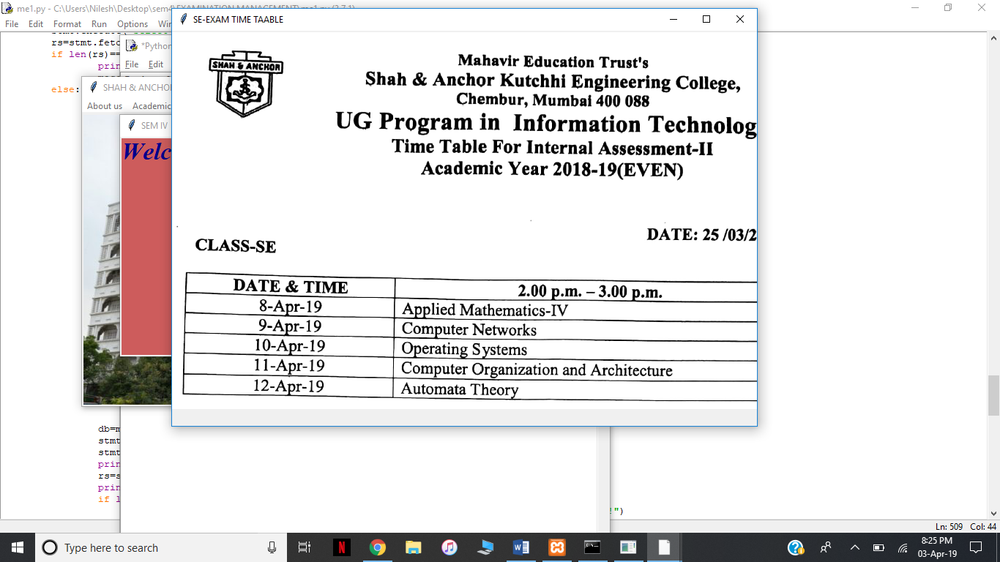 me1.py - C:\Users\Nilesh\Desktop\sem4\EXAMINATION MANAGEMENT\me1.py (2.7.1)
File Edit Format Run Options
rs=stmt.fetc
if len(rs)==
prin
else:
*Python
File Edit
SHAH & ANCHOR
About us Academic
SEM IV
Welc
SE-EXAM TIME TAABLE
SHAH & ANCHOR
Mahavir Education Trust's
Shah & Anchor Kutchhi Engineering College,
Chembur, Mumbai 400 088
UG Program in Information Technolog
Time Table For Internal Assessment-II
Academic Year 2018-19(EVEN)
DATE: 25 /03/2
CLASS-SE
DATE & TIME 2.00 p.m. – 3.00 p.m.
8-Apr-19 Applied Mathematics-IV
9-Apr-19 Computer Networks
10-Apr-19 Operating Systems
11-Apr-19 Computer Organization and Architecture
12-Apr-19 Automata Theory
db=m
stmt
stmt
prin
rs=s
prin
if l
!")
Ln: 509 Col: 44
Type here to search
8:25 PM
03-Apr-19